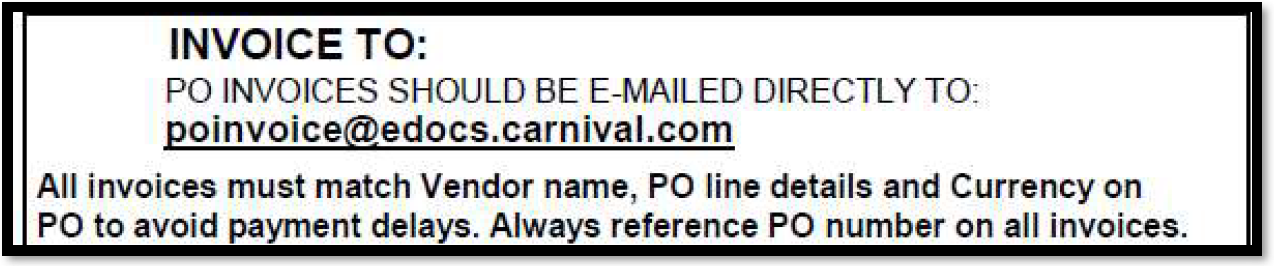 INVOICE TO:
PO INVOICES SHOULD BE E-MAILED DIRECTLY TO:
poinvoice@edocs.carnival.com
All invoices must match Vendor name, PO line details and Currency on
PO to avoid payment delays. Always reference PO number on all invoices.